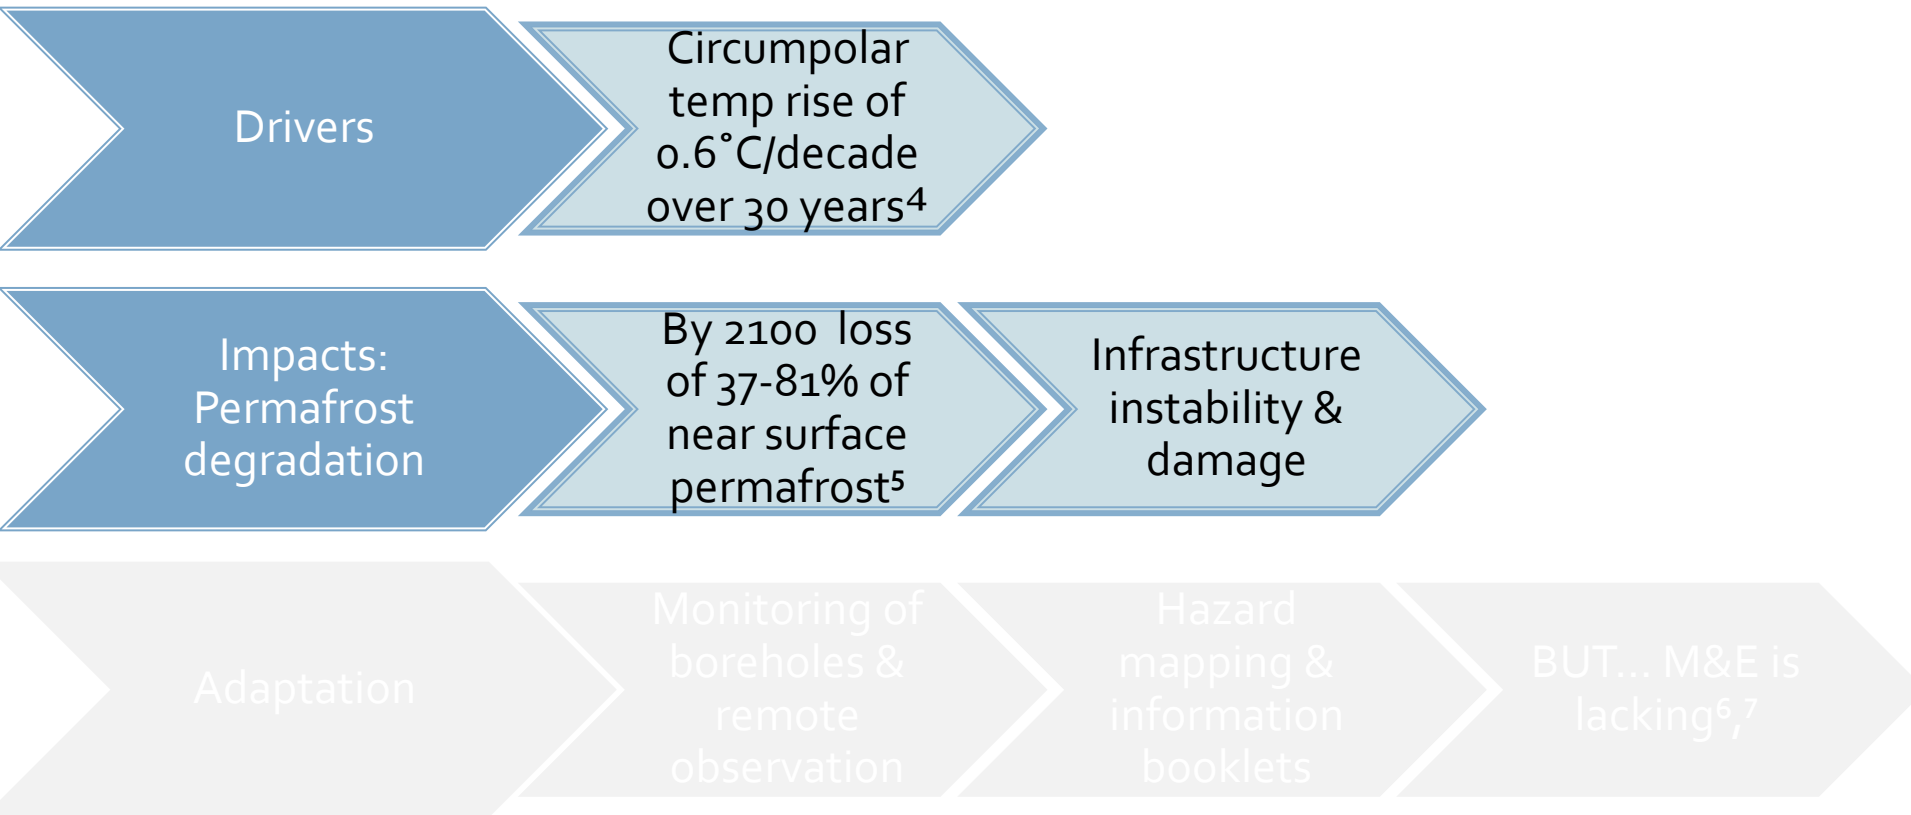 Drivers
Circumpolar
temp rise of
0.6˚C/decade
over 30 years⁴
Impacts:
Permafrost
degradation
By 2100  loss
of 37-81% of
near surface
permafrost⁵
Infrastructure
instability &
damage
Adaptation
Monitoring of
boreholes &
remote
observation
Hazard
mapping &
information
booklets
BUT... M&E is
lacking⁶,⁷